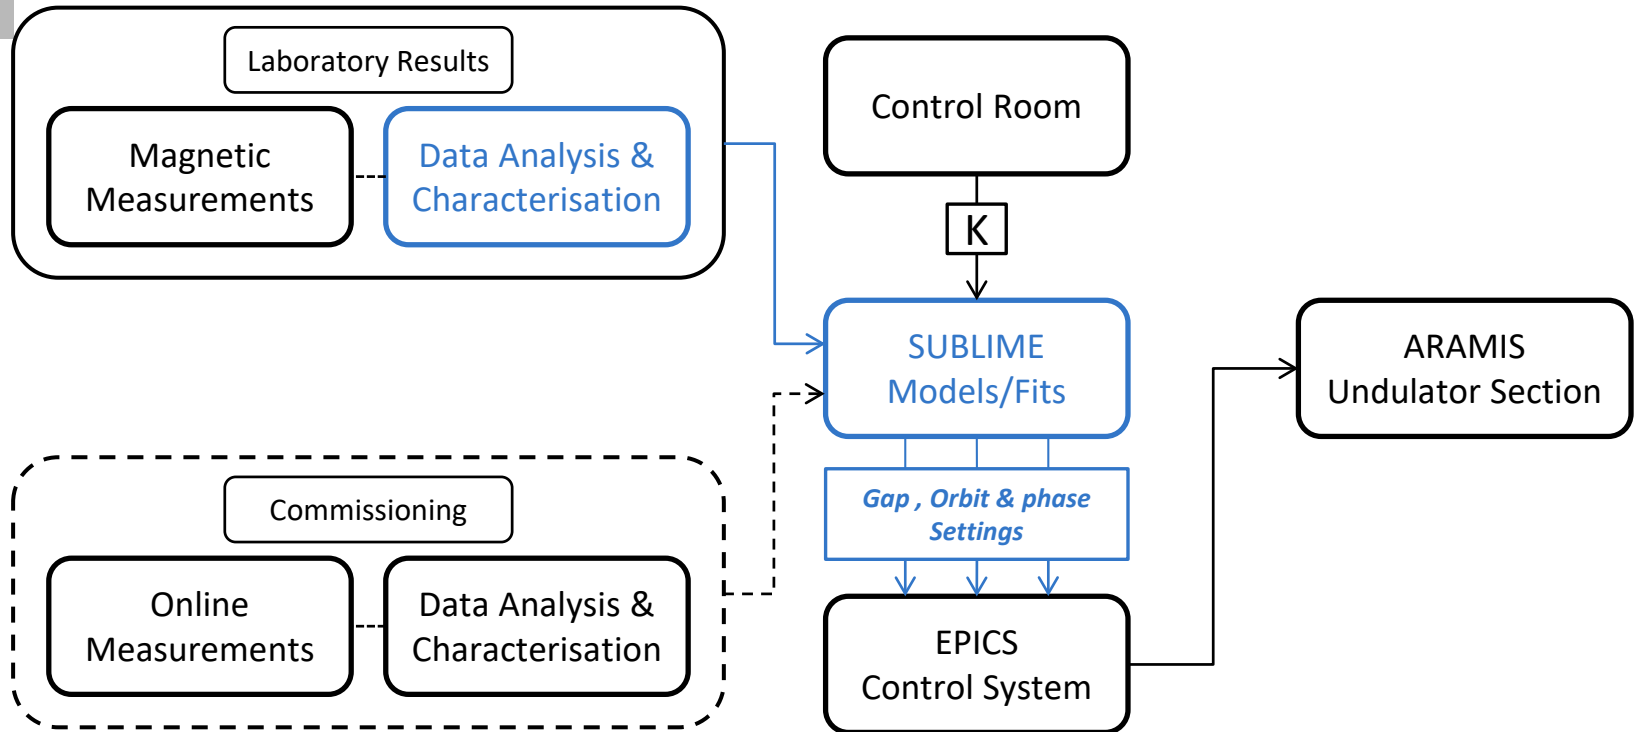 Laboratory Results
Magnetic
Measurements
Data Analysis &
Characterisation
Control Room
K
SUBLIME
Models/Fits
ARAMIS
Undulator Section
Gap , Orbit & phase
Settings
Commissioning
Online
Measurements
Data Analysis &
Characterisation
EPICS
Control System